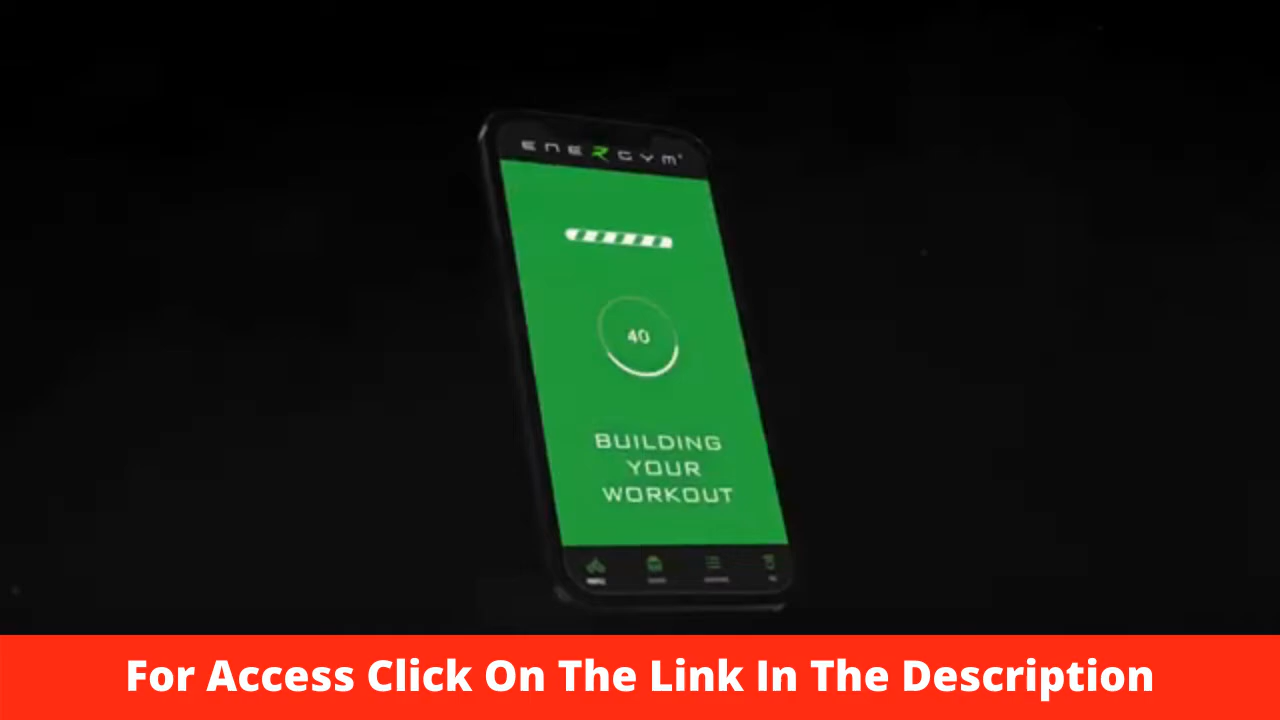 ENERGYM
40
BUILDING
YOUR
WORKOUT
For Access Click On The Link In The Description